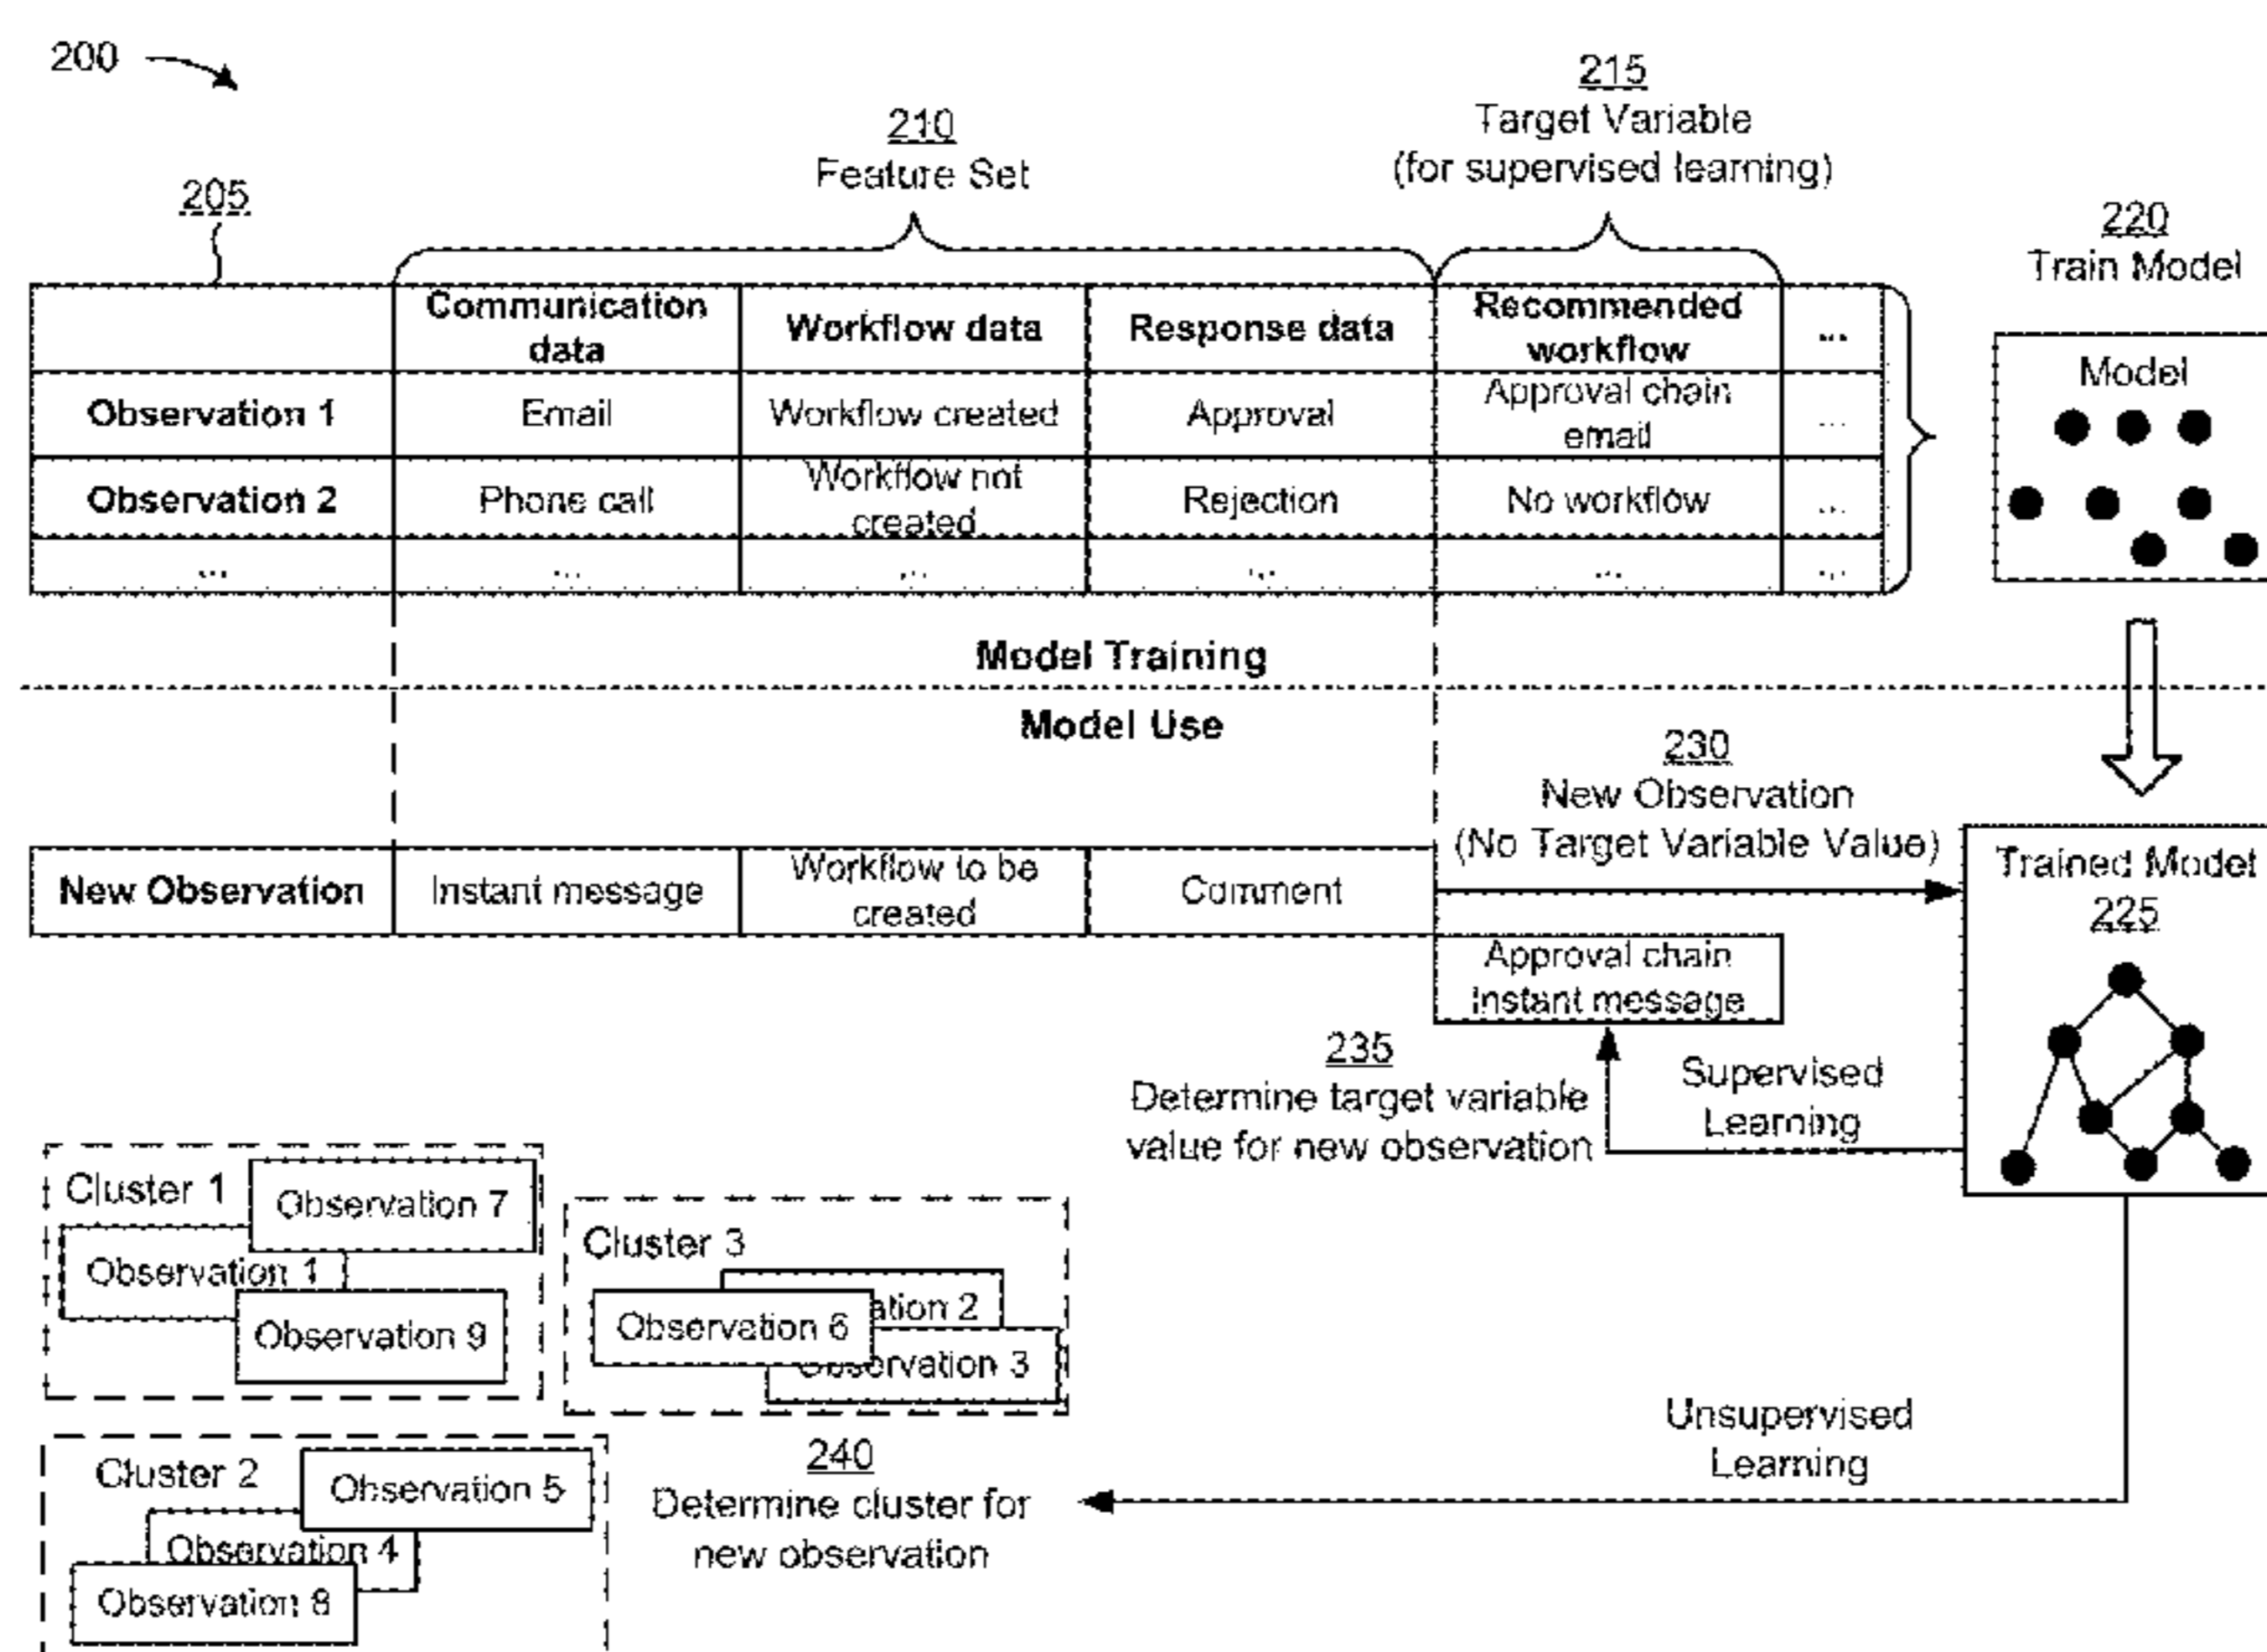 200
205
210
Feature Set
215
Target Variable
(for supervised learning)
220
Train Model
Communication
data
Workflow data
Response data
Recommended
workflow
...
Observation 1
Email
Workflow created
Approval
Approval chain
email
...
Observation 2
Phone call
Workflow not
created
Rejection
No workflow
...
...
...
...
...
...
...
Model
Model Training
Model Use
230
New Observation
(No Target Variable Value)
New Observation
Instant message
Workflow to be
created
Comment
Approval chain
Instant message
Trained Model
225
235
Determine target variable
value for new observation
Supervised
Learning
Cluster 1
Observation 7
Observation 1
Observation 9
Cluster 3
ation 2
Observation 6
Observation 3
Unsupervised
Learning
Cluster 2
Observation 5
Observation 4
Observation 8
240
Determine cluster for
new observation